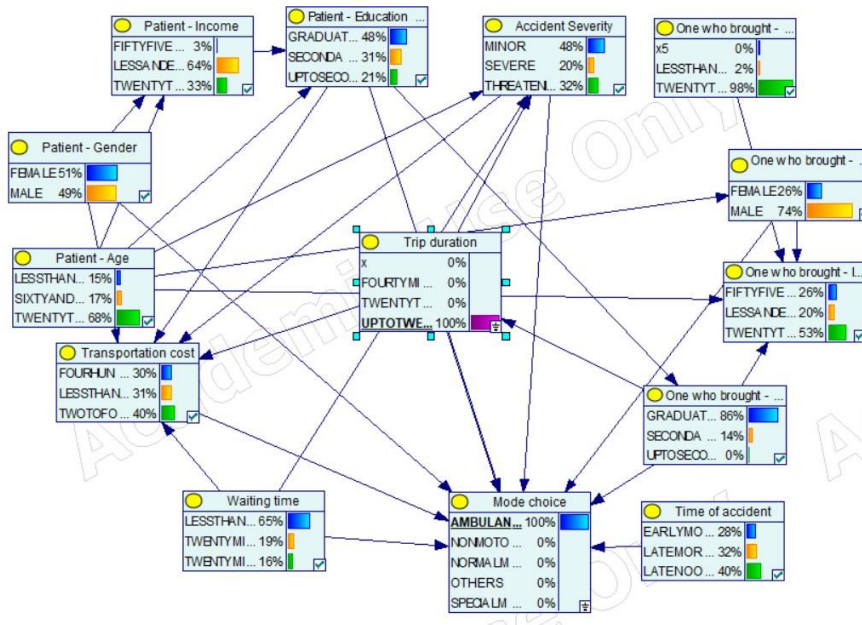 Patient - Income
FIFTYFIVE ... 3%
LESSANDE... 64%
TWENTYT ... 33%
Patient - Education ...
GRADUAT... 48%
SECONDA ... 31%
UPTOSECO... 21%
Accident Severity
MINOR 48%
SEVERE 20%
THREATENI... 32%
One who brought - ...
x5 0%
LESSTHAN... 2%
TWENTYT ... 98%
Patient - Gender
FEMALE 51%
MALE 49%
One who brought - ...
FEMALE 26%
MALE 74%
Patient - Age
LESSTHAN... 15%
SIXTYAND ... 17%
TWENTYT ... 68%
Trip duration
x 0%
FOURTYMI ... 0%
TWENTYT ... 0%
UPTOTWE... 100%
One who brought - I...
FIFTYFIVE ... 26%
LESSANDE... 20%
TWENTYT ... 53%
Transportation cost
FOURHUN ... 30%
LESSTHAN... 31%
TWOTOFO ... 40%
One who brought - ...
GRADUAT... 86%
SECONDA ... 14%
UPTOSECO... 0%
Waiting time
LESSTHAN... 65%
TWENTYMI ... 19%
TWENTYMI ... 16%
Mode choice
AMBULAN... 100%
NONMOTO ... 0%
NORMALM ... 0%
OTHERS 0%
SPECIALM ... 0%
Time of accident
EARLYMO ... 28%
LATEMOR ... 32%
LATENOO ... 40%
Academic Use Only